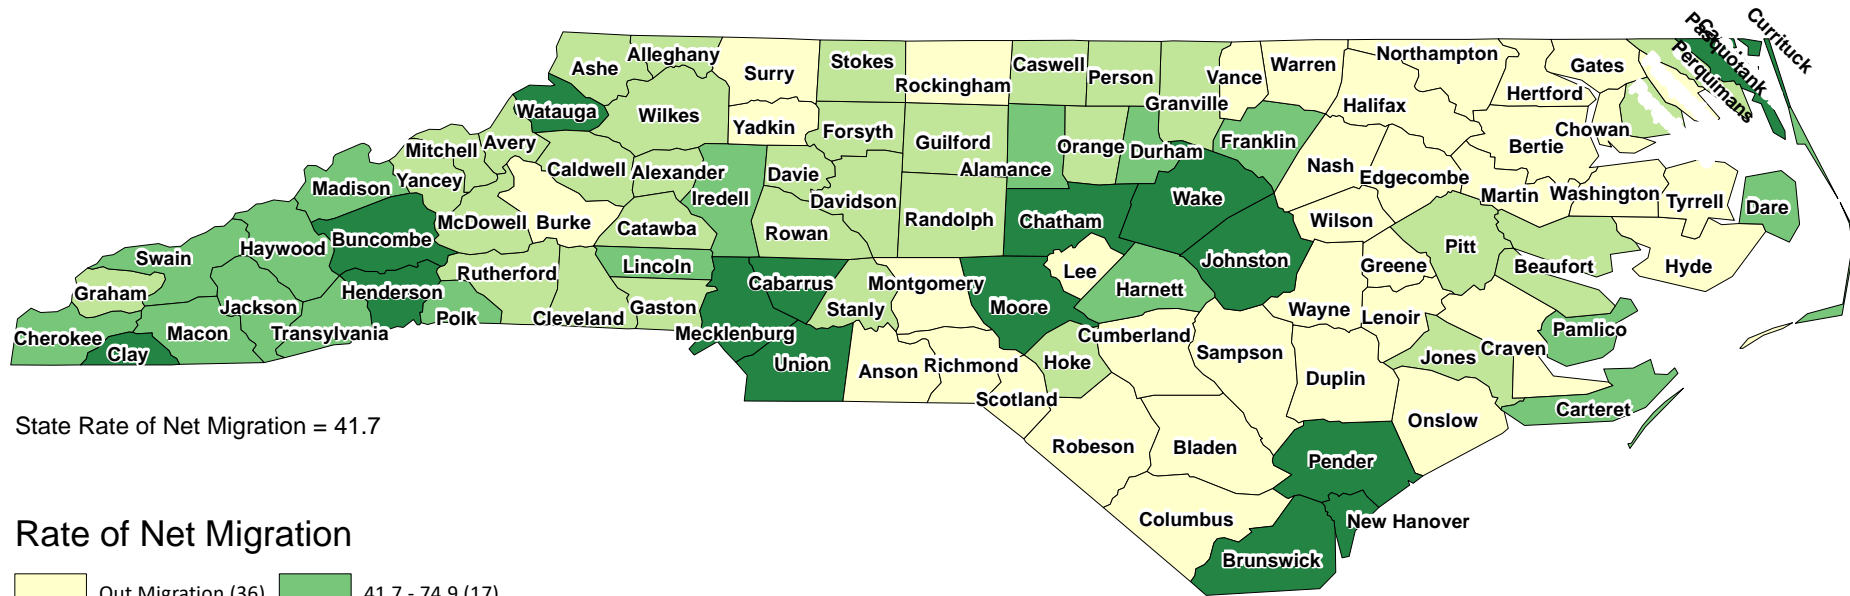 Currituck
Pasquotank
Perquimans
Alleghany
Northampton
Ashe
Surry
Stokes
Caswell
Person
Vance
Warren
Gates
Rockingham
Hertford
Watauga
Wilkes
Granville
Halifax
Yadkin
Forsyth
Guilford
Franklin
Chowan
Bertie
Mitchell
Avery
Orange
Durham
Caldwell
Alexander
Davie
Alamance
Nash
Edgecombe
Madison
Yancey
Iredell
Davidson
Wake
Martin
Washington
Tyrrell
Dare
McDowell
Burke
Catawba
Rowan
Randolph
Chatham
Wilson
Buncombe
Haywood
Swain
Pitt
Rutherford
Lincoln
Lee
Johnston
Greene
Beaufort
Hyde
Graham
Henderson
Cabarrus
Montgomery
Harnett
Jackson
Polk
Cleveland
Gaston
Stanly
Moore
Wayne
Lenoir
Cherokee
Macon
Transylvania
Mecklenburg
Cumberland
Pamlico
Clay
Union
Anson
Richmond
Hoke
Sampson
Jones
Craven
Duplin
Scotland
Carteret
Onslow
State Rate of Net Migration = 41.7
Robeson
Bladen
Pender
Columbus
New Hanover
Rate of Net Migration
Brunswick
Out Migration (36)
41.7 - 74.9 (17)